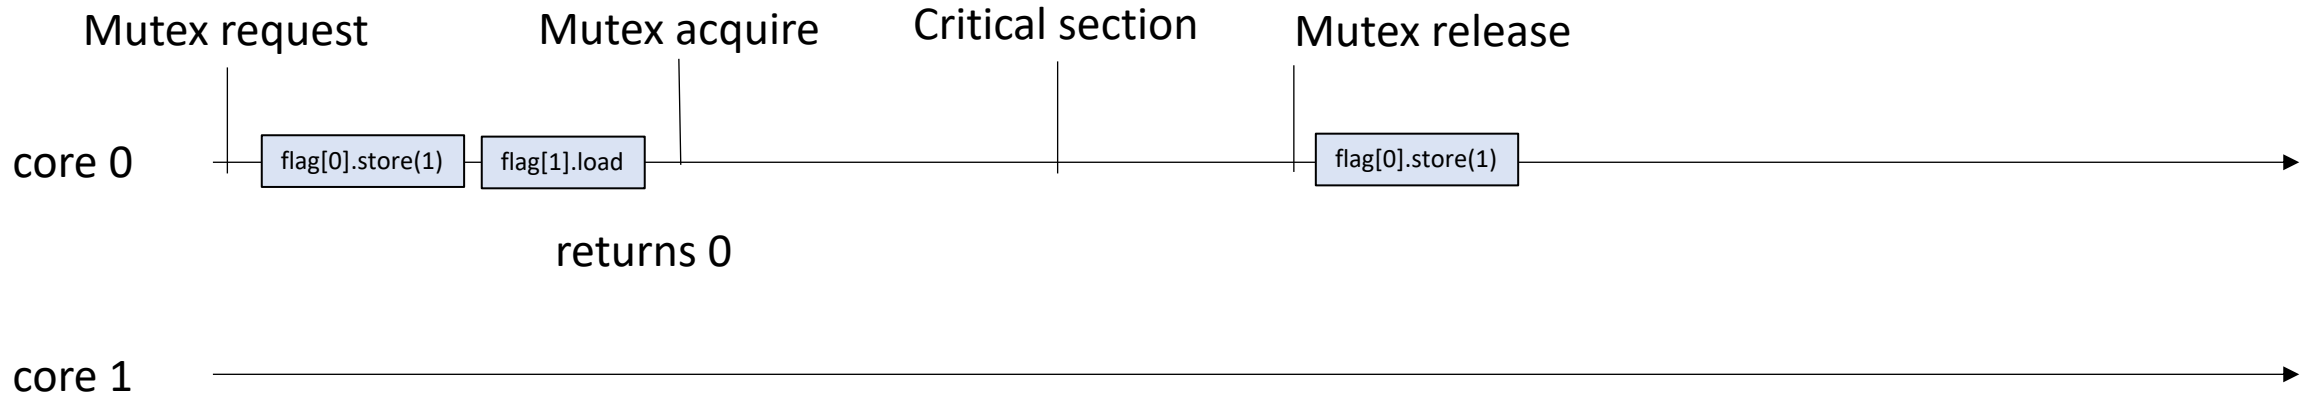 Mutex request
Mutex acquire
Critical section
Mutex release
core 0
flag[0].store(1)
flag[1].load
flag[0].store(1)
returns 0
core 1